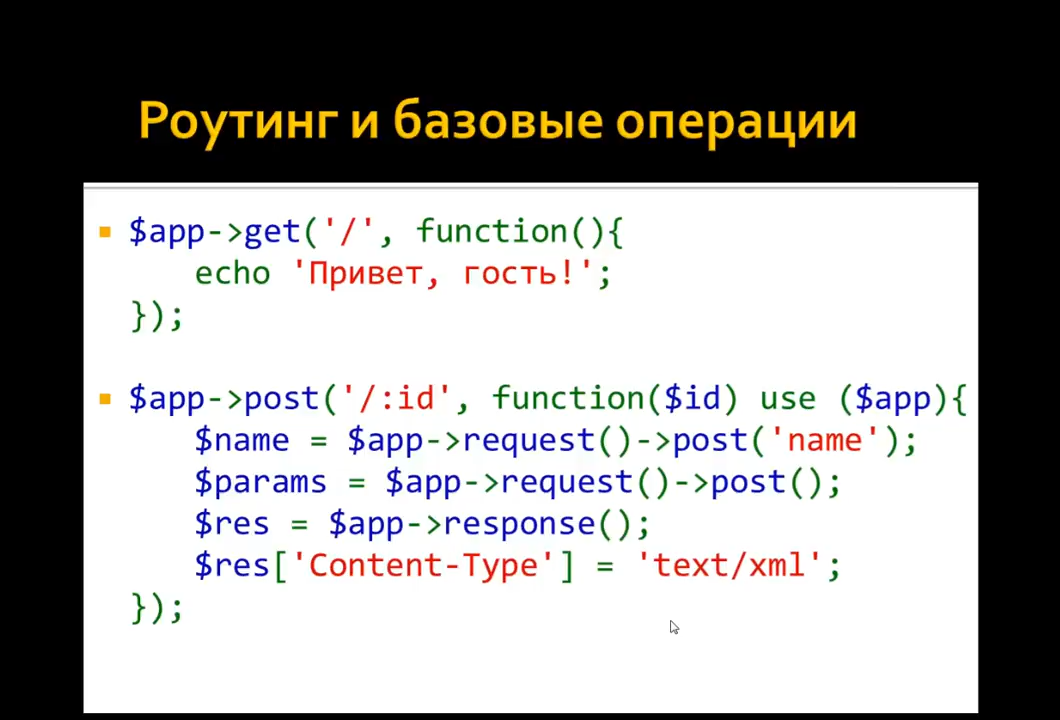 Роутинг и базовые операции
$app->get('/', function(){
echo 'Привет, гость!';
});
$app->post('/:id', function($id) use ($app){
$name = $app->request()->post('name');
$params = $app->request()->post();
$res = $app->response();
$res['Content-Type'] = 'text/xml';
});